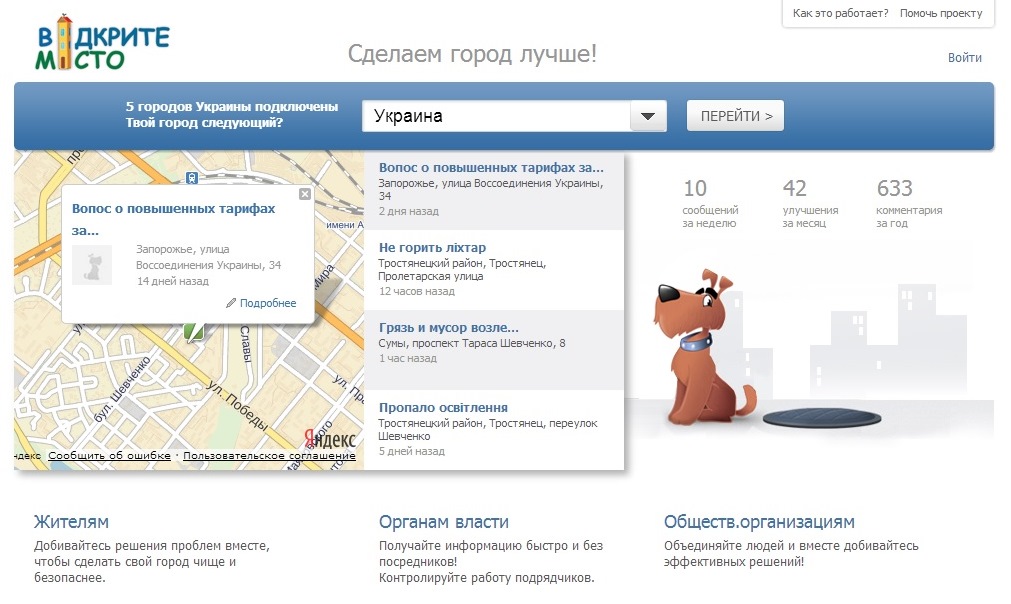 Как это работает? Помочь проекту
ВІДКРИТЕ
МІСТО
Сделаем город лучше!
Войти
5 городов Украины подключены
Твой город следующий?
Украина
ПЕРЕЙТИ >
Вопос о повышенных тарифах
за...
Запорожье, улица
Воссоединения Украины, 34
14 дней назад
Подробнее
имени А
Мира
Славы
бул. Шевченко
ул. Победы
ул. Пр
Яндекс
ндекс Сообщить об ошибке · Пользовательское соглашение
Вопос о повышенных тарифах за...
Запорожье, улица Воссоединения Украины,
34
2 дня назад
Не горить ліхтар
Тростянецкий район, Тростянец,
Пролетарская улица
12 часов назад
Грязь и мусор возле...
Сумы, проспект Тараса Шевченко, 8
1 час назад
Пропало освітлення
Тростянецкий район, Тростянец, переулок
Шевченко
5 дней назад
10
сообщений
за неделю
42
улучшения
за месяц
633
комментария
за год
Жителям
Добивайтесь решения проблем вместе,
чтобы сделать свой город чище и
безопаснее.
Органам власти
Получайте информацию быстро и без
посредников!
Контролируйте работу подрядчиков.
Обществ.организациям
Объединяйте людей и вместе добивайтесь
эффективных решений!